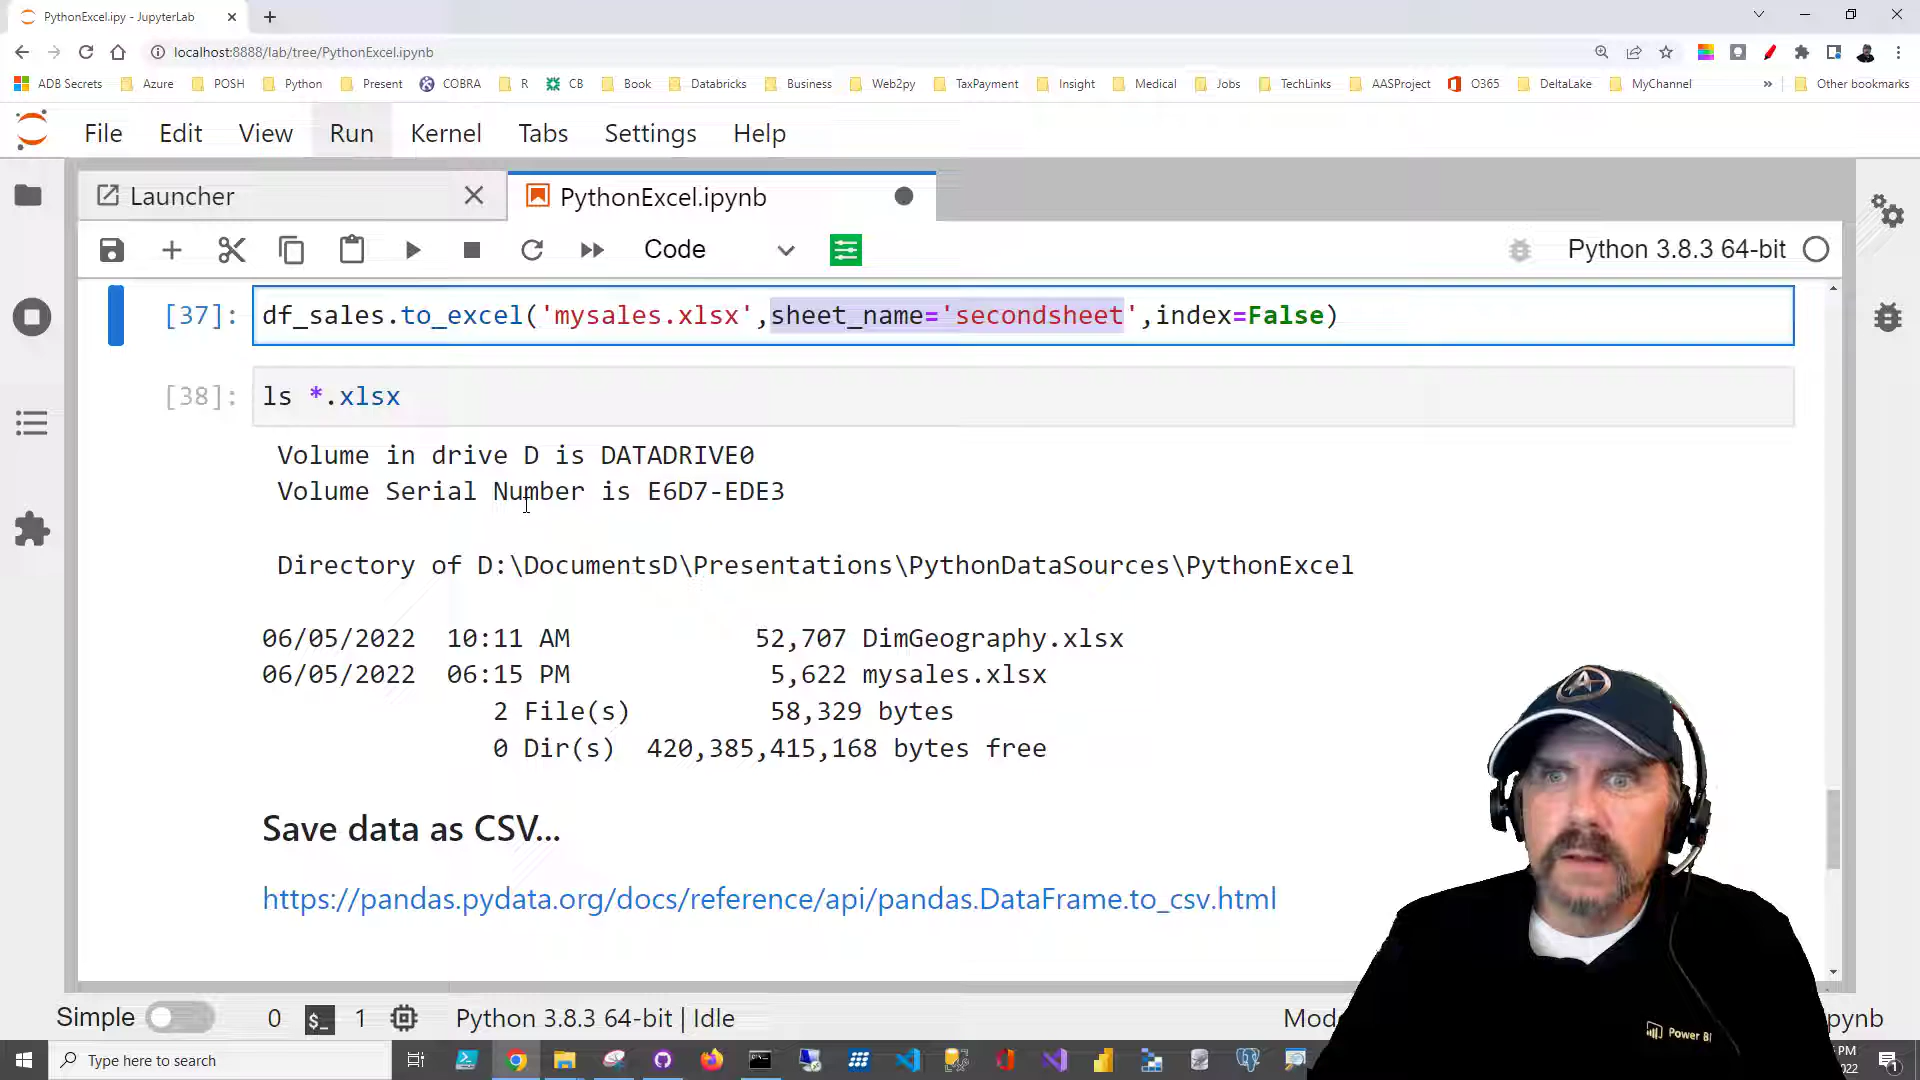 PythonExcel.ipy - JupyterLab
localhost:8888/lab/tree/PythonExcel.ipynb
ADB Secrets Azure POSH Python Present COBRA R CB Book Databricks Business Web2py TaxPayment Insight Medical Jobs TechLinks AASProject O365 DeltaLake MyChannel » Other bookmarks
File Edit View Run Kernel Tabs Settings Help
Launcher PythonExcel.ipynb
Code Python 3.8.3 64-bit
[37]: df_sales.to_excel('mysales.xlsx',sheet_name='secondsheet',index=False)
[38]: ls *.xlsx
Volume in drive D is DATADRIVE0
Volume Serial Number is E6D7-EDE3
Directory of D:\DocumentsD\Presentations\PythonDataSources\PythonExcel
06/05/2022 10:11 AM 52,707 DimGeography.xlsx
06/05/2022 06:15 PM 5,622 mysales.xlsx
2 File(s) 58,329 bytes
0 Dir(s) 420,385,415,168 bytes free
Save data as CSV...
https://pandas.pydata.org/docs/reference/api/pandas.DataFrame.to_csv.html
Simple 0 $_ 1 Python 3.8.3 64-bit | Idle
Power BI
Type here to search